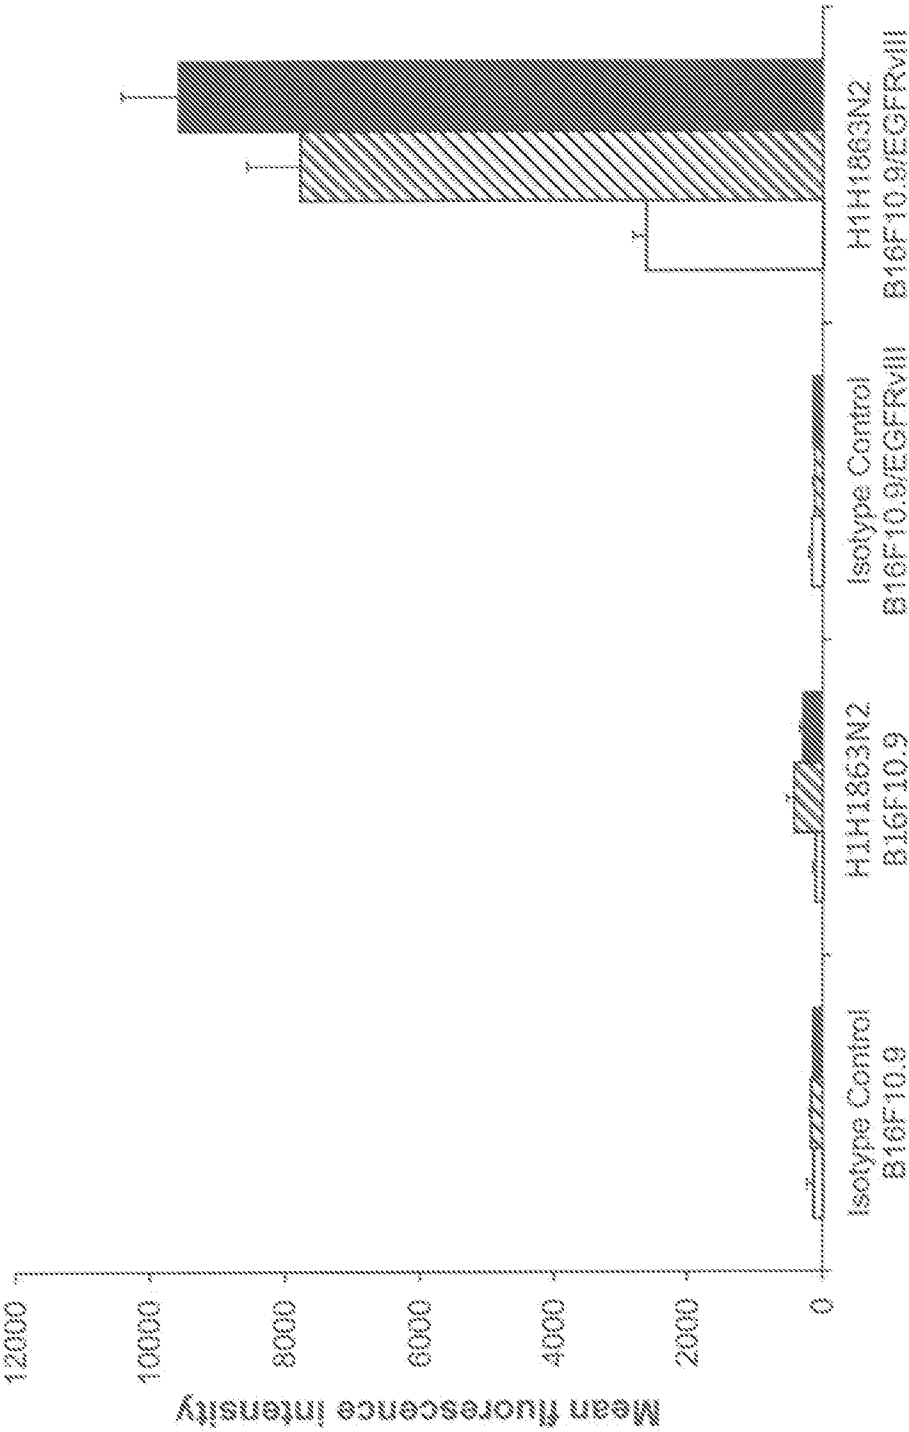 Mean fluorescence intensity
12000
10000
8000
6000
4000
2000
0
Isotype Control
B16F10.9
H1H1863N2
B16F10.9
Isotype Control
B16F10.9/EGFRvIII
H1H1863N2
B16F10.9/EGFRvIII